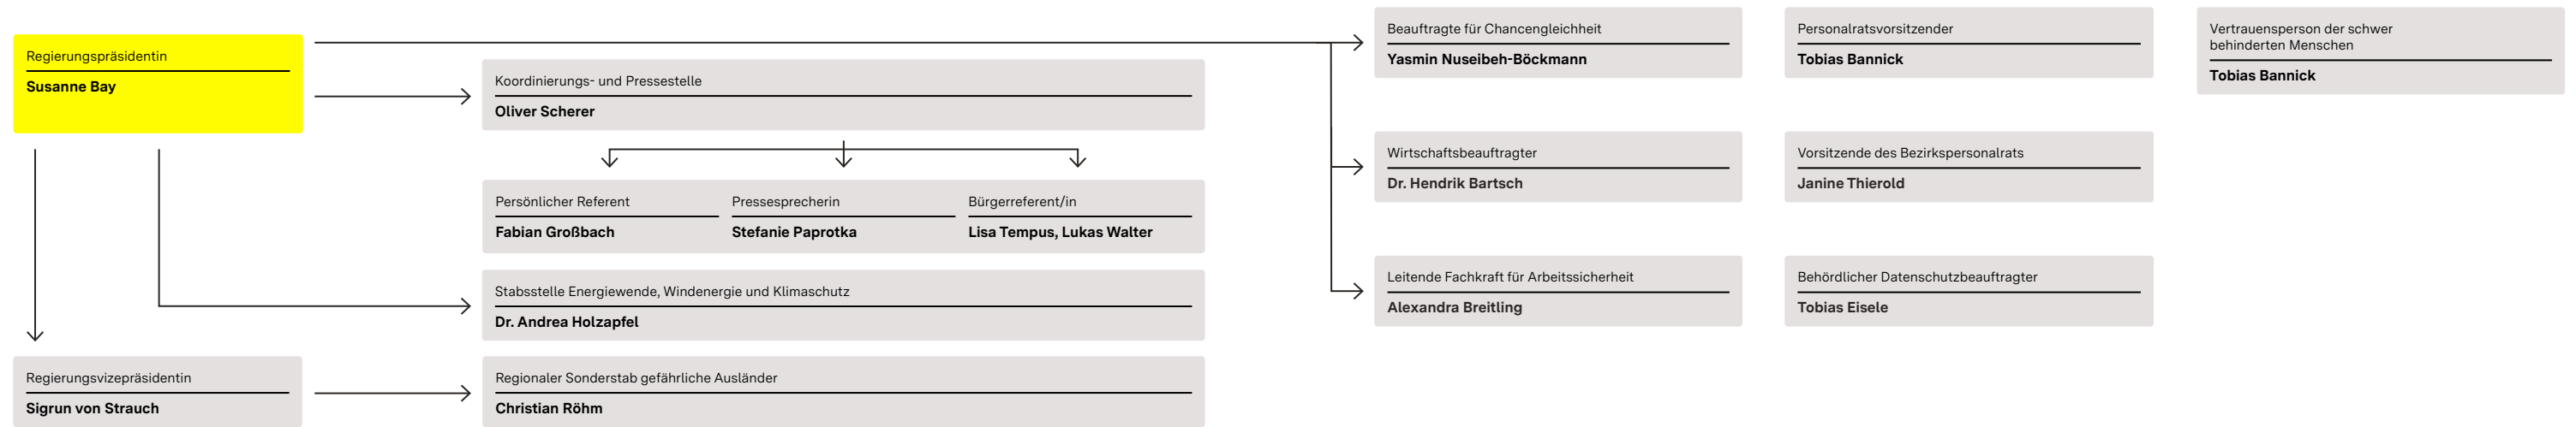 Regierungspräsidentin
Susanne Bay
Koordinierungs- und Pressestelle
Oliver Scherer
Persönlicher Referent
Fabian Großbach
Pressesprecherin
Stefanie Paprotka
Bürgerreferent/in
Lisa Tempus, Lukas Walter
Stabsstelle Energiewende, Windenergie und Klimaschutz
Dr. Andrea Holzapfel
Regierungsvizepräsidentin
Sigrun von Strauch
Regionaler Sonderstab gefährliche Ausländer
Christian Röhm
Beauftragte für Chancengleichheit
Yasmin Nuseibeh-Böckmann
Personalratsvorsitzender
Tobias Bannick
Vertrauensperson der schwer
behinderten Menschen
Tobias Bannick
Wirtschaftsbeauftragter
Dr. Hendrik Bartsch
Vorsitzende des Bezirkspersonalrats
Janine Thierold
Leitende Fachkraft für Arbeitssicherheit
Alexandra Breitling
Behördlicher Datenschutzbeauftragter
Tobias Eisele